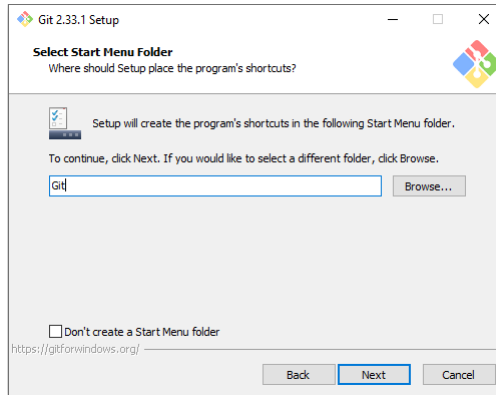 Git 2.33.1 Setup
Select Start Menu Folder
Where should Setup place the program's shortcuts?
Setup will create the program's shortcuts in the following Start Menu folder.
To continue, click Next. If you would like to select a different folder, click Browse.
Git
Browse...
Don't create a Start Menu folder
https://gitforwindows.org/
Back
Next
Cancel